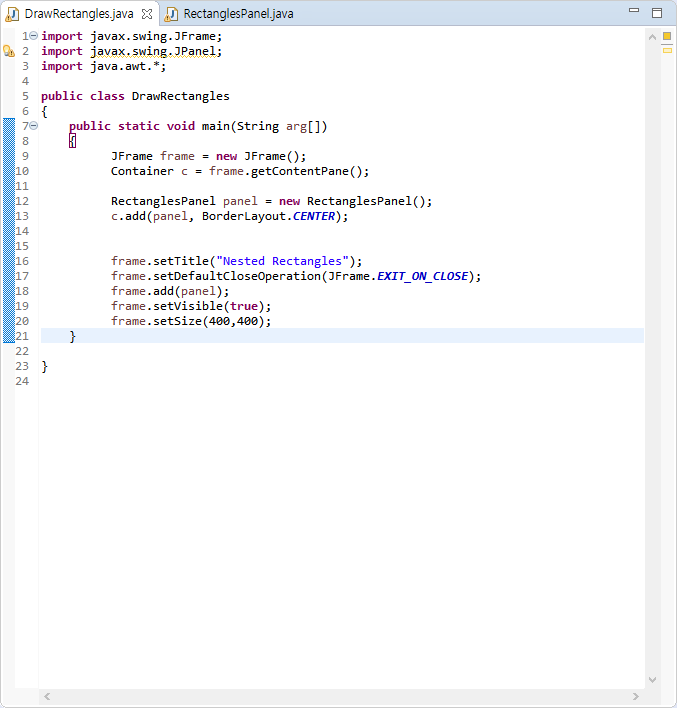 DrawRectangles.java RectanglesPanel.java
1 import javax.swing.JFrame;
2 import javax.swing.JPanel;
3 import java.awt.*;
4
5 public class DrawRectangles
6 {
7 public static void main(String arg[])
8 {
9 JFrame frame = new JFrame();
10 Container c = frame.getContentPane();
11
12 RectanglesPanel panel = new RectanglesPanel();
13 c.add(panel, BorderLayout.CENTER);
14
15
16 frame.setTitle("Nested Rectangles");
17 frame.setDefaultCloseOperation(JFrame.EXIT_ON_CLOSE);
18 frame.add(panel);
19 frame.setVisible(true);
20 frame.setSize(400,400);
21 }
22
23 }
24